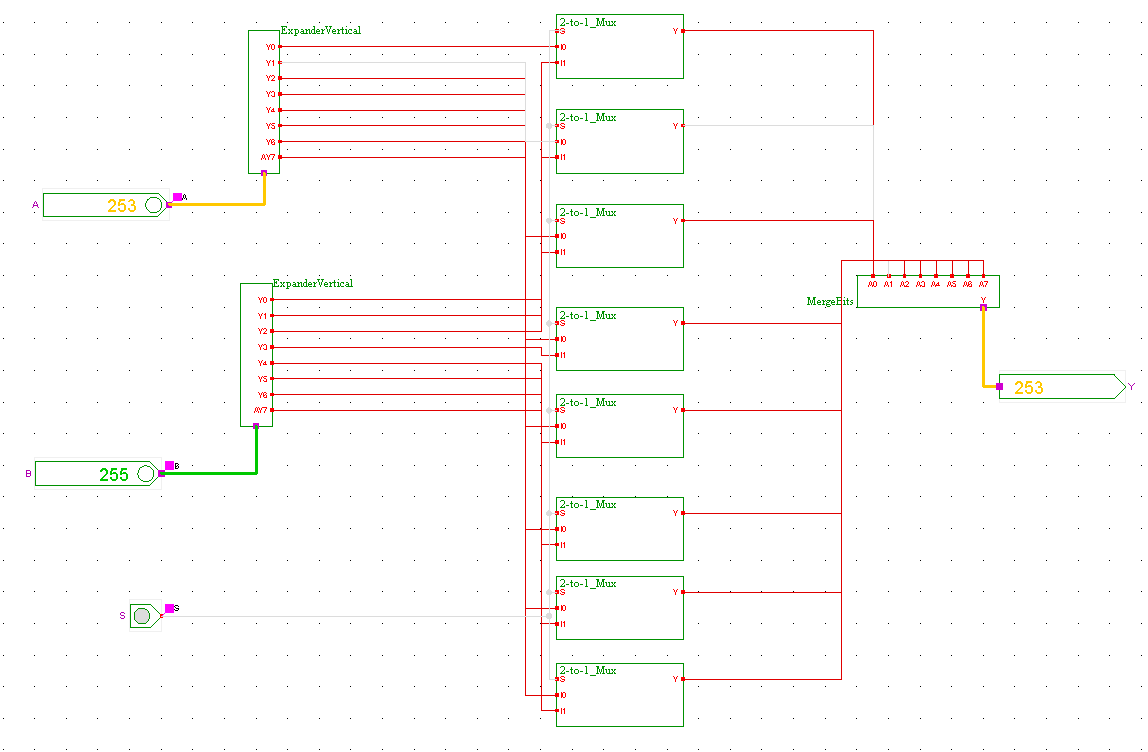 ExpanderVertical
Y0
Y1
Y2
Y3
Y4
Y5
Y6
AY7
A
253
A
ExpanderVertical
Y0
Y1
Y2
Y3
Y4
Y5
Y6
AY7
B
255
B
S
S
2-to-1_Mux
S
Y
I0
I1
2-to-1_Mux
S
Y
I0
I1
2-to-1_Mux
S
Y
I0
I1
2-to-1_Mux
S
Y
I0
I1
2-to-1_Mux
S
Y
I0
I1
2-to-1_Mux
S
Y
I0
I1
2-to-1_Mux
S
Y
I0
I1
2-to-1_Mux
S
Y
I0
I1
A0 A1 A2 A3 A4 A5 A6 A7
MergeBits
Y
253
Y